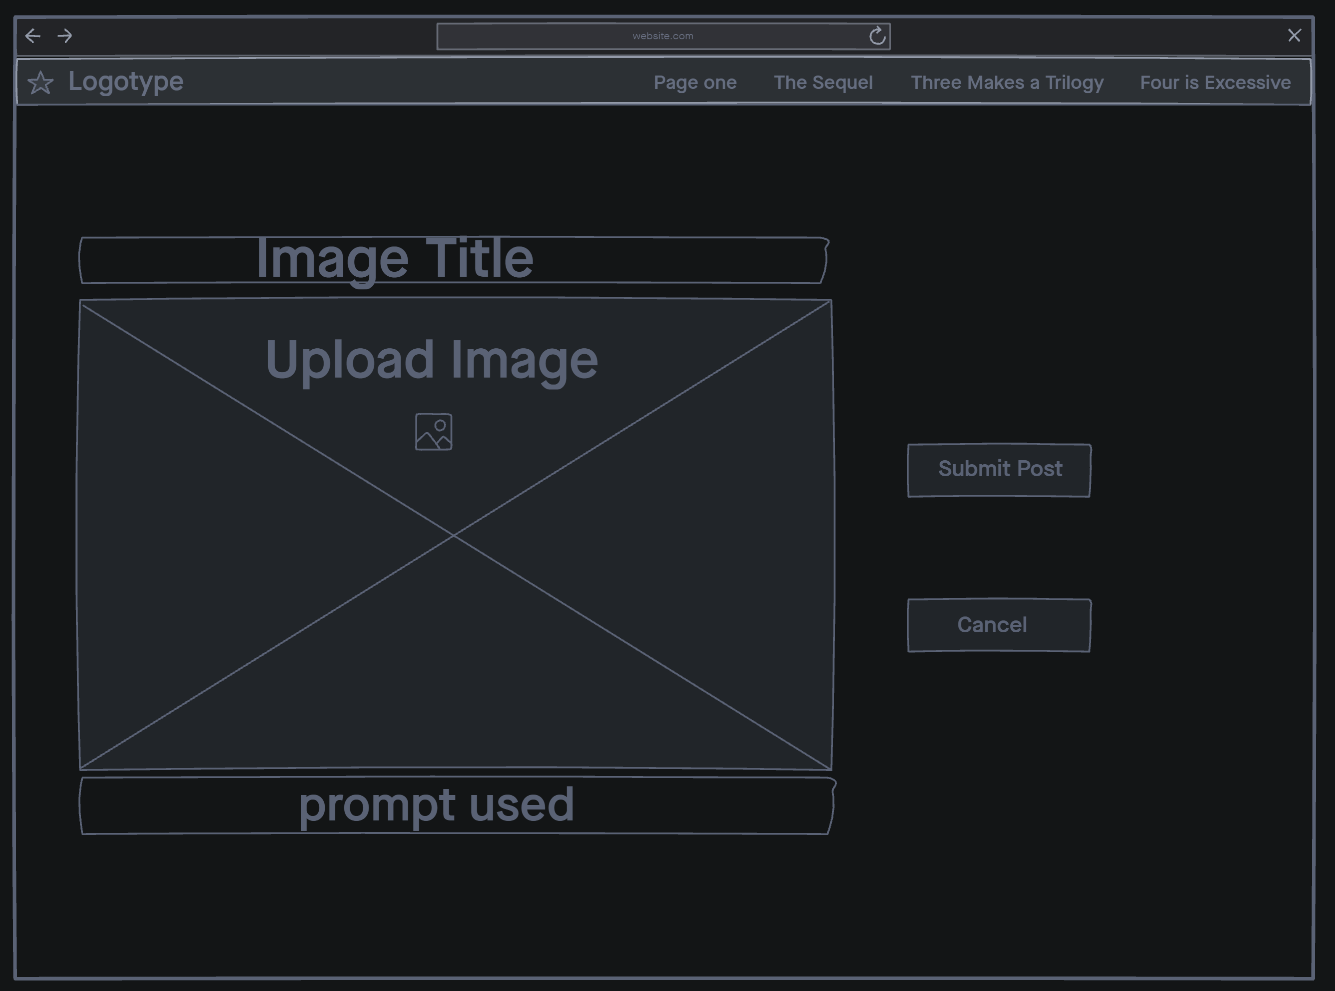 website.com
Logotype
Page one
The Sequel
Three Makes a Trilogy
Four is Excessive
Image Title
Upload Image
Submit Post
Cancel
prompt used